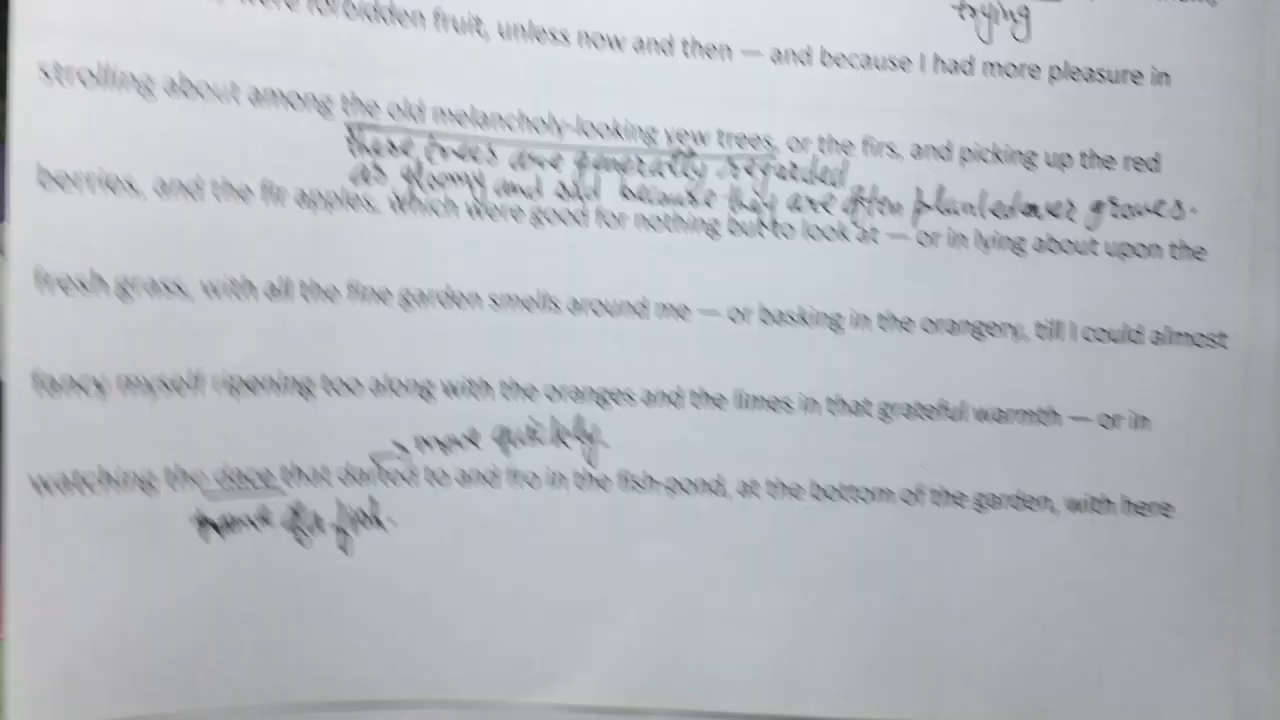 trying
were forbidden fruit, unless now and then — and because I had more pleasure in
strolling about among the old melancholy-looking yew trees, or the firs, and picking up the red
these trees are generally regarded
as gloomy and sad because they are often planted over graves.
berries, and the fir apples, which were good for nothing but to look at — or in lying about upon the
fresh grass, with all the fine garden smells around me — or basking in the orangery, till I could almost
fancy myself ripening too along with the oranges and the limes in that grateful warmth — or in
→ move quickly.
watching the dace that darted to and fro in the fish-pond, at the bottom of the garden, with here
name of a fish.